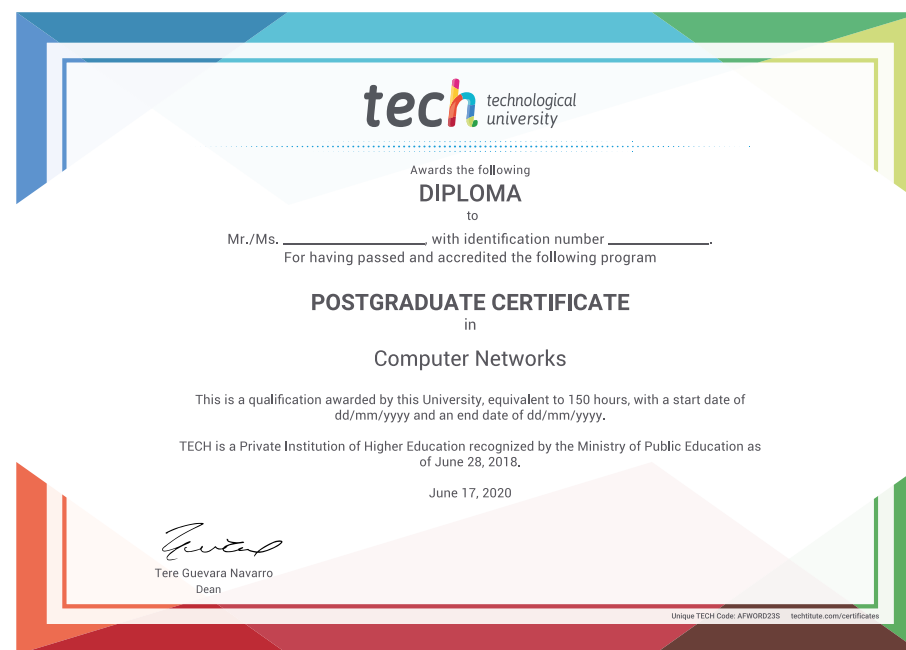 tech technological
university
Awards the following
DIPLOMA
to
Mr./Ms. ______________, with identification number __________.
For having passed and accredited the following program
POSTGRADUATE CERTIFICATE
in
Computer Networks
This is a qualification awarded by this University, equivalent to 150 hours, with a start date of
dd/mm/yyyy and an end date of dd/mm/yyyy.
TECH is a Private Institution of Higher Education recognized by the Ministry of Public Education as
of June 28, 2018.
June 17, 2020
Tere Guevara Navarro
Dean
Unique TECH Code: AFWORD23S techtitute.com/certificates